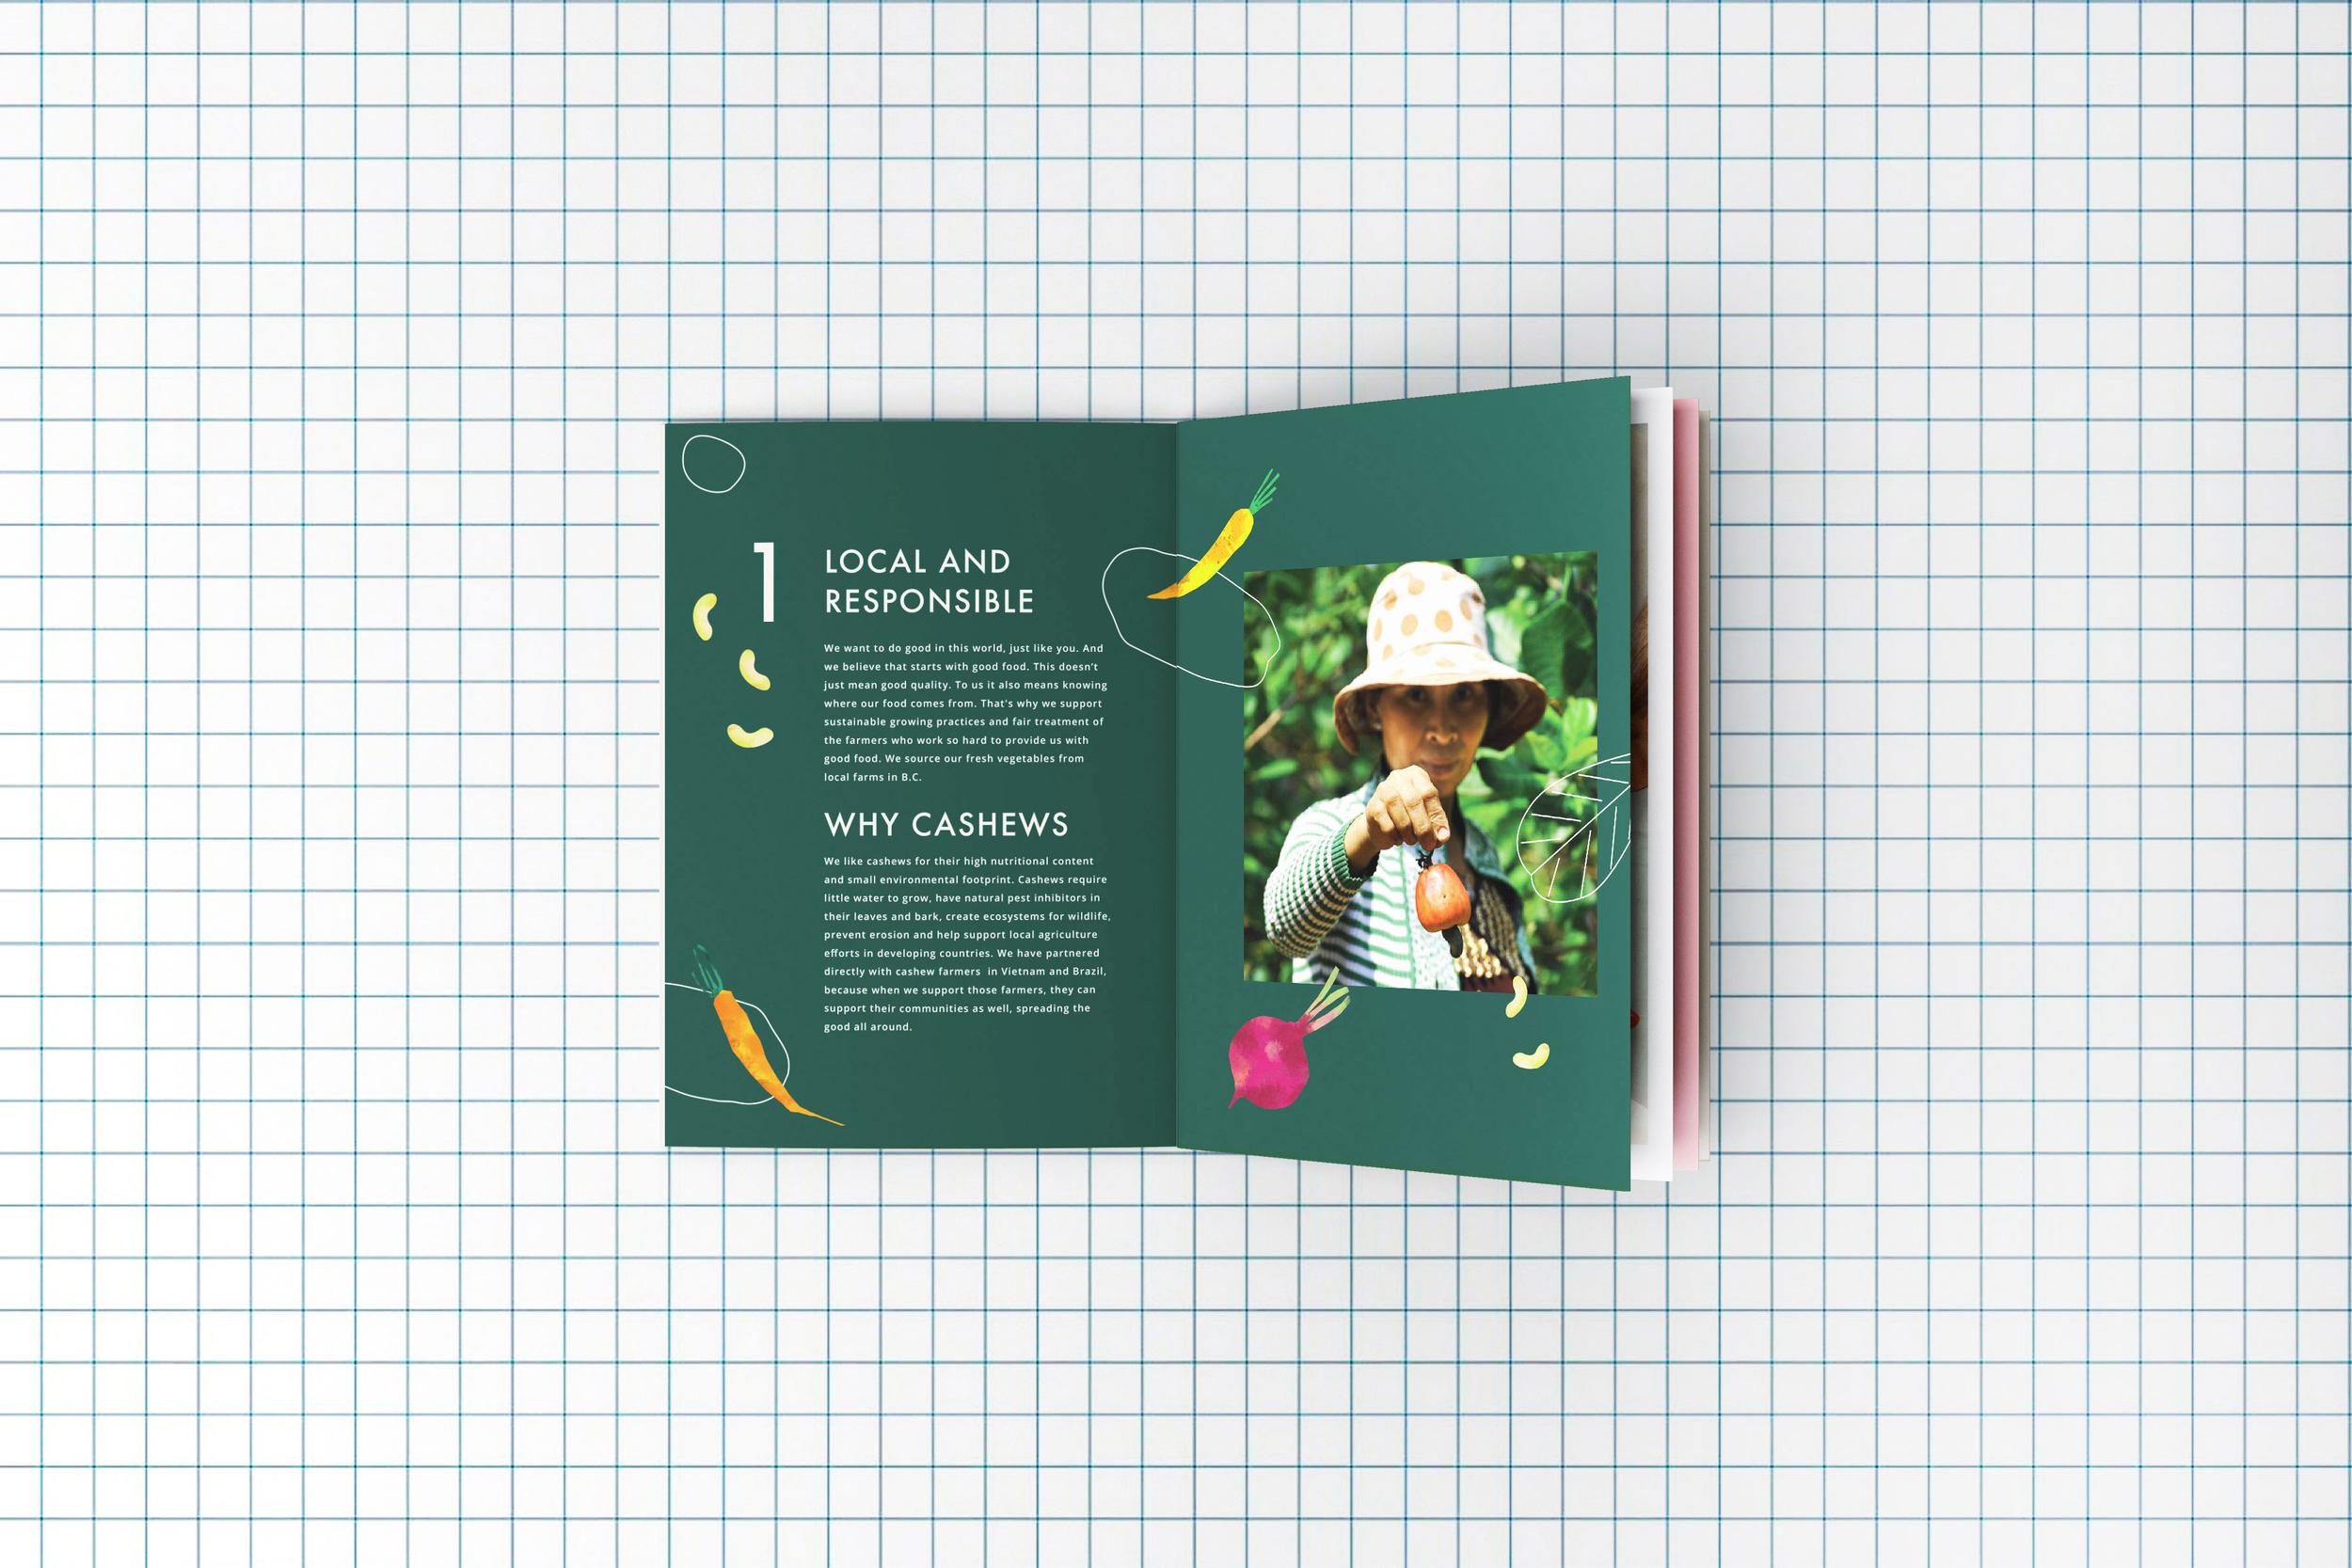 1
LOCAL AND
RESPONSIBLE
We want to do good in this world, just like you. And
we believe that starts with good food. This doesn't
just mean good quality. To us it also means knowing
where our food comes from. That's why we support
sustainable growing practices and fair treatment of
the farmers who work so hard to provide us with
good food. We source our fresh vegetables from
local farms in B.C.
WHY CASHEWS
We like cashews for their high nutritional content
and small environmental footprint. Cashews require
little water to grow, have natural pest inhibitors in
their leaves and bark, create ecosystems for wildlife,
prevent erosion and help support local agriculture
efforts in developing countries. We have partnered
directly with cashew farmers  in Vietnam and Brazil,
because when we support those farmers, they can
support their communities as well, spreading the
good all around.